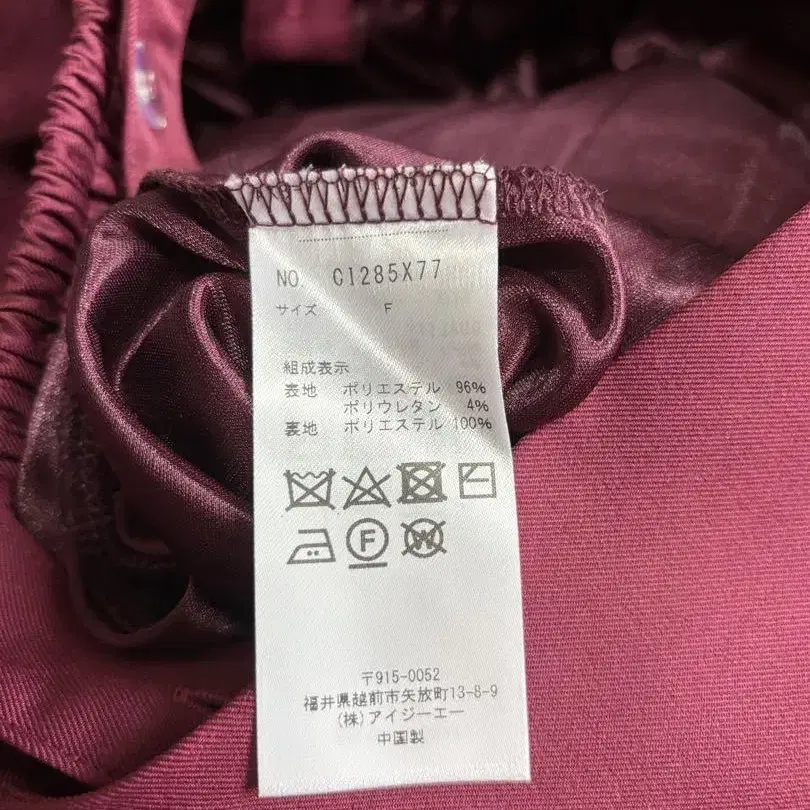 NO. CI285X77
サイズ F
組成表示
表地 ポリエステル 96%
ポリウレタン 4%
裏地 ポリエステル 100%
F
W
〒915-0052
福井県越前市矢放町13-8-9
(株)アイジーエー
中国製